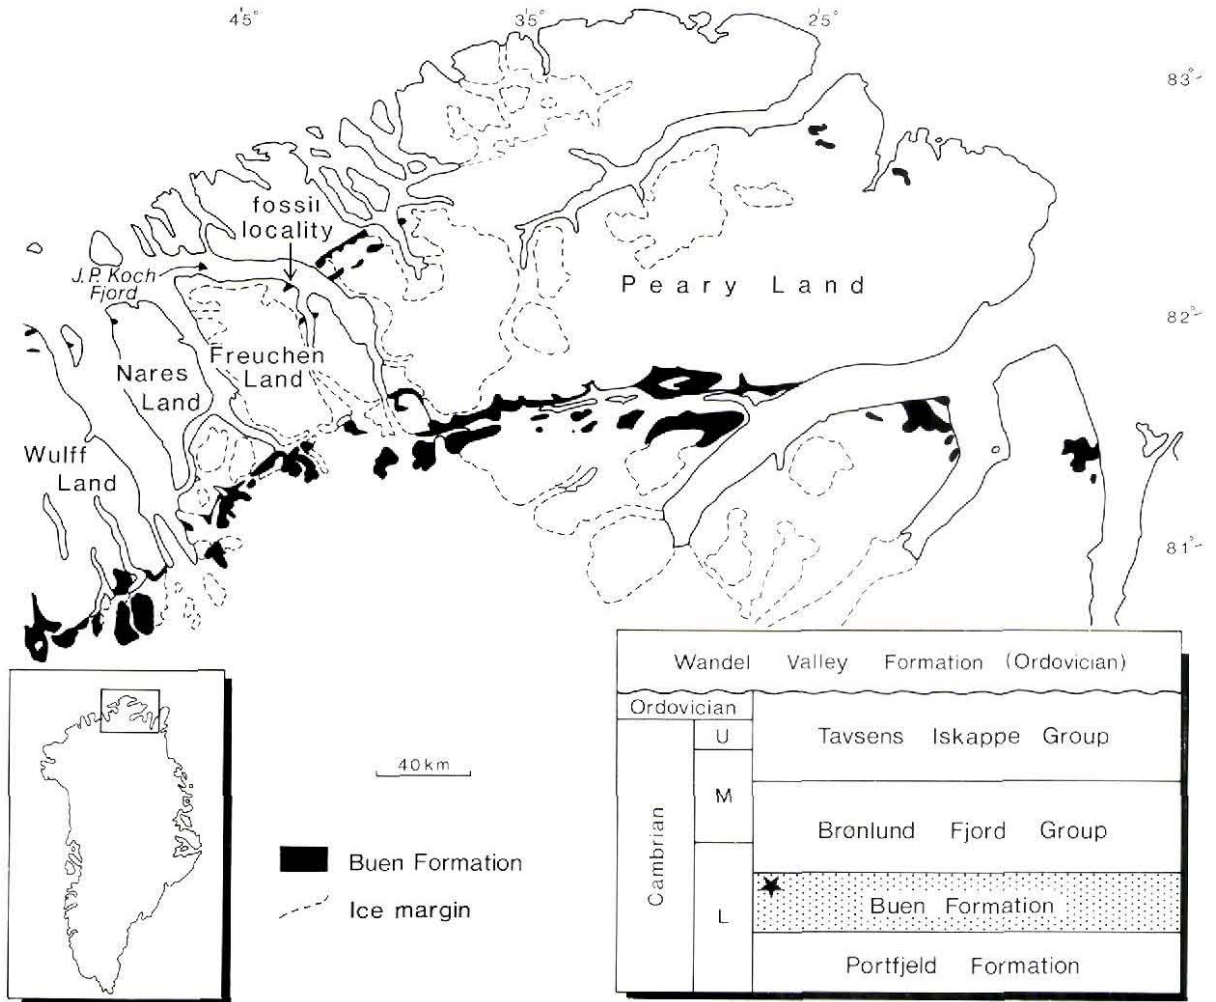 45°
35°
25°
83°
fossil
locality
J.P. Koch
Fjord
Peary Land
82°
Nares
Land
Freuchen
Land
Wulff
Land
81°
40km
Buen Formation
Ice margin
Wandel Valley Formation (Ordovician)
Ordovician
Cambrian
U
M
L
Tavsens Iskappe Group
Brønlund Fjord Group
Buen Formation
Portfjeld Formation